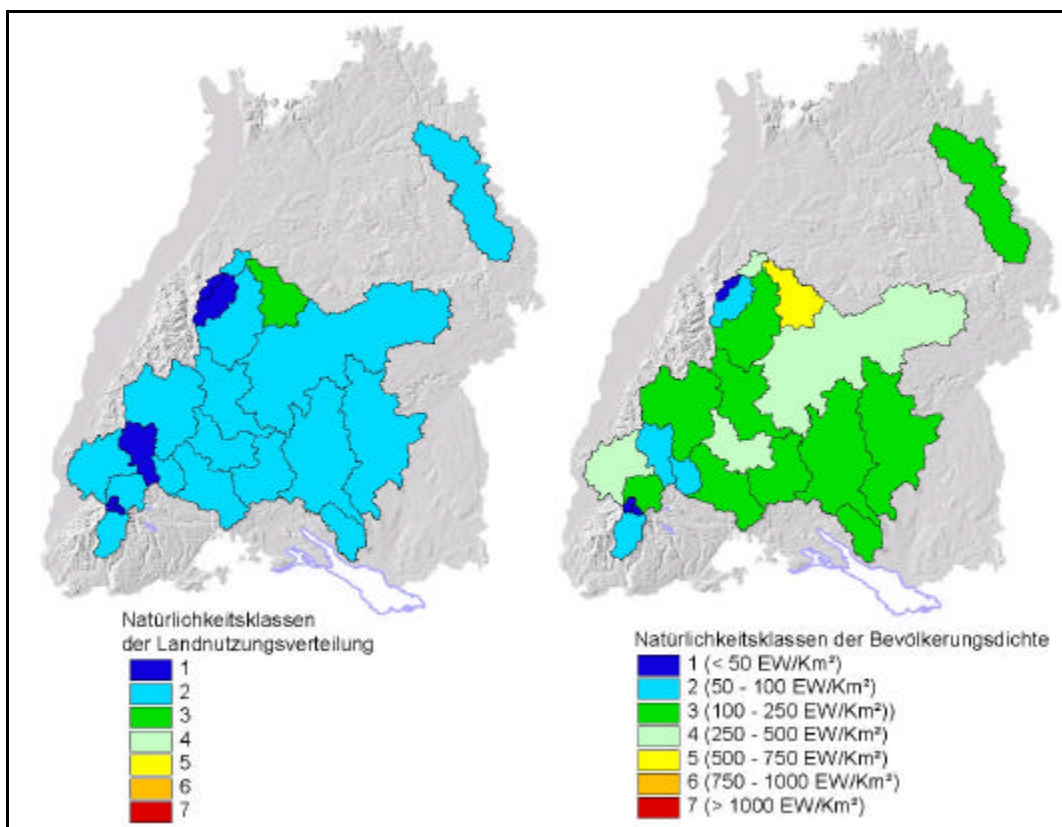 Natürlichkeitsklassen
der Landnutzungsverteilung
1
2
3
4
5
6
7
Natürlichkeitsklassen der Bevölkerungsdichte
1 (< 50 EW/Km²)
2 (50 - 100 EW/Km²)
3 (100 - 250 EW/Km²))
4 (250 - 500 EW/Km²)
5 (500 - 750 EW/Km²)
6 (750 - 1000 EW/Km²)
7 (> 1000 EW/Km²)